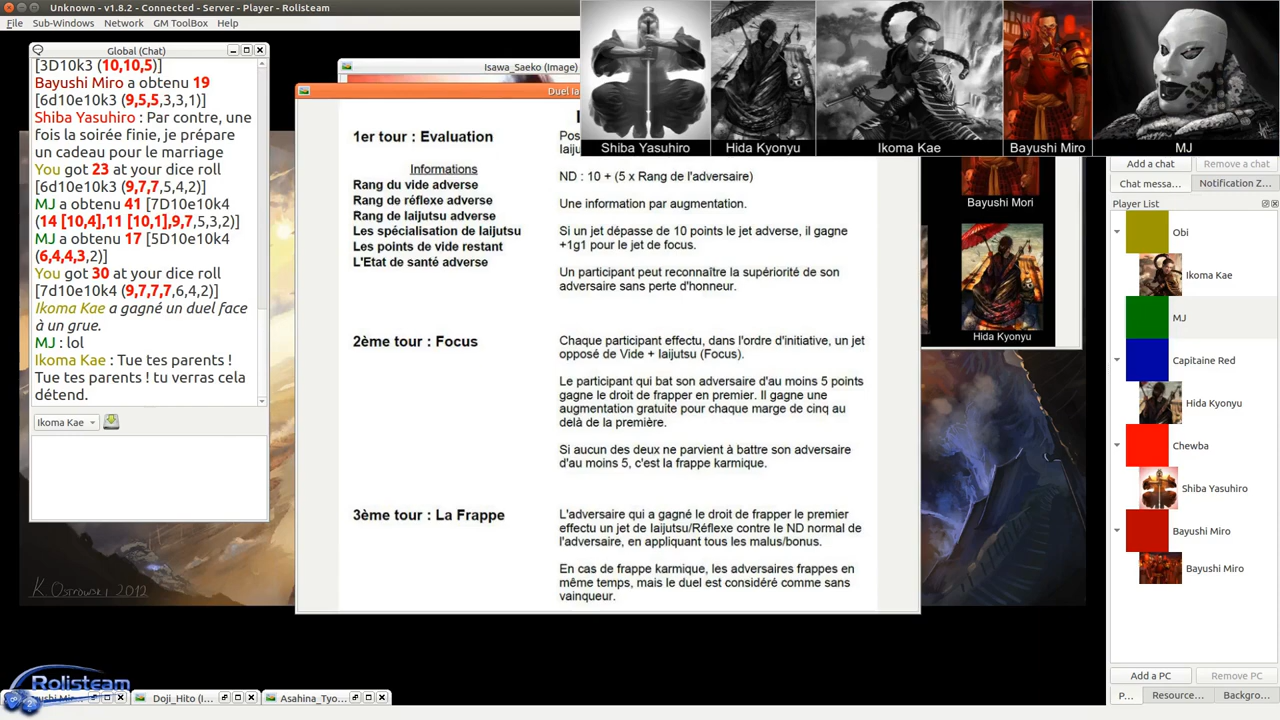 Unknown - v1.8.2 - Connected - Server - Player - Rolisteam
File Sub-Windows Network GM ToolBox Help
Global (Chat)
[3D10k3 (10,10,5)]
Bayushi Miro a obtenu 19
[6d10e10k3 (9,5,5,3,3,1)]
Shiba Yasuhiro : Par contre, une
fois la soirée finie, je prépare
un cadeau pour le marriage
You got 23 at your dice roll
[6d10e10k3 (9,7,7,5,4,2)]
MJ a obtenu 41 [7D10e10k4
(14 [10,4],11 [10,1],9,7,5,3,2)]
MJ a obtenu 17 [5D10e10k4
(6,4,4,3,2)]
You got 30 at your dice roll
[7d10e10k4 (9,7,7,7,6,4,2)]
Ikoma Kae a gagné un duel face
à un grue.
MJ : lol
Ikoma Kae : Tue tes parents !
Tue tes parents ! tu verras cela
détend.
Ikoma Kae
Isawa_Saeko (Image)
1er tour : Evaluation
Informations
Rang du vide adverse
Rang de réflexe adverse
Rang de Iaijutsu adverse
Les spécialisation de Iaijutsu
Les points de vide restant
L'Etat de santé adverse
ND : 10 + (5 x Rang de l'adversaire)
Une information par augmentation.
Si un jet dépasse de 10 points le jet adverse, il gagne
+1g1 pour le jet de focus.
Un participant peut reconnaître la supériorité de son
adversaire sans perte d'honneur.
2ème tour : Focus
Chaque participant effectu, dans l'ordre d'initiative, un jet
opposé de Vide + Iaijutsu (Focus).
Le participant qui bat son adversaire d'au moins 5 points
gagne le droit de frapper en premier. Il gagne une
augmentation gratuite pour chaque marge de cinq au
delà de la première.
Si aucun des deux ne parvient à battre son adversaire
d'au moins 5, c'est la frappe karmique.
3ème tour : La Frappe
L'adversaire qui a gagné le droit de frapper le premier
effectu un jet de Iaijutsu/Réflexe contre le ND normal de
l'adversaire, en appliquant tous les malus/bonus.
En cas de frappe karmique, les adversaires frappes en
même temps, mais le duel est considéré comme sans
vainqueur.
Shiba Yasuhiro
Hida Kyonyu
Ikoma Kae
Bayushi Miro
MJ
Bayushi Mori
Hida Kyonyu
Add a chat Remove a chat
Chat messa... Notification Z...
Player List
Obi
Ikoma Kae
MJ
Capitaine Red
Hida Kyonyu
Chewba
Shiba Yasuhiro
Bayushi Miro
Bayushi Miro
Add a PC Remove PC
P... Resource... Backgro...
K. Ostrowski 2012
Rolisteam
Doji_Hito (I...
Asahina_Tyo...